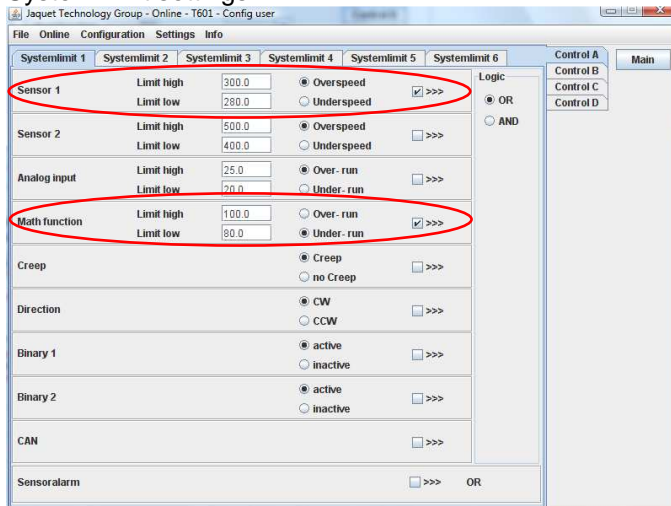 System limit settings
Jaquet Technology Group - Online - T601 - Config user
File Online Configuration Settings Info
Systemlimit 1 Systemlimit 2 Systemlimit 3 Systemlimit 4 Systemlimit 5 Systemlimit 6 Control A Main
Control B
Control C
Control D
Sensor 1 Limit high 300.0 Overspeed >>> Logic
Limit low 280.0 Underspeed OR
AND
Sensor 2 Limit high 500.0 Overspeed >>>
Limit low 400.0 Underspeed
Analog input Limit high 25.0 Over- run >>>
Limit low 20.0 Under- run
Math function Limit high 100.0 Over- run >>>
Limit low 80.0 Under- run
Creep Creep >>>
no Creep
Direction CW >>>
CCW
Binary 1 active >>>
inactive
Binary 2 active >>>
inactive
CAN >>>
Sensoralarm >>> OR